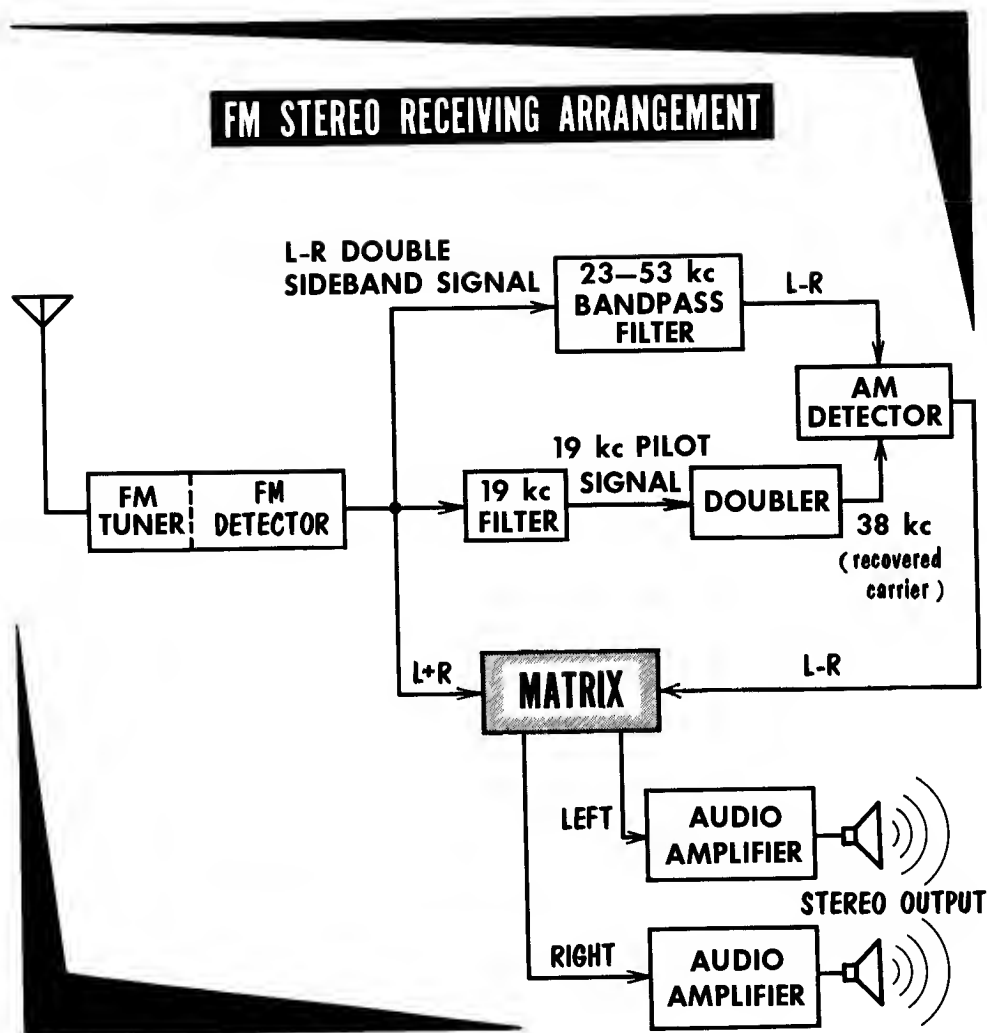 FM STEREO RECEIVING ARRANGEMENT
L-R DOUBLE
SIDEBAND SIGNAL
23–53 kc
BANDPASS
FILTER
L-R
AM
DETECTOR
19 kc PILOT
SIGNAL
FM
TUNER
FM
DETECTOR
19 kc
FILTER
DOUBLER
38 kc
(recovered
carrier)
L+R
MATRIX
L-R
LEFT
AUDIO
AMPLIFIER
STEREO OUTPUT
RIGHT
AUDIO
AMPLIFIER